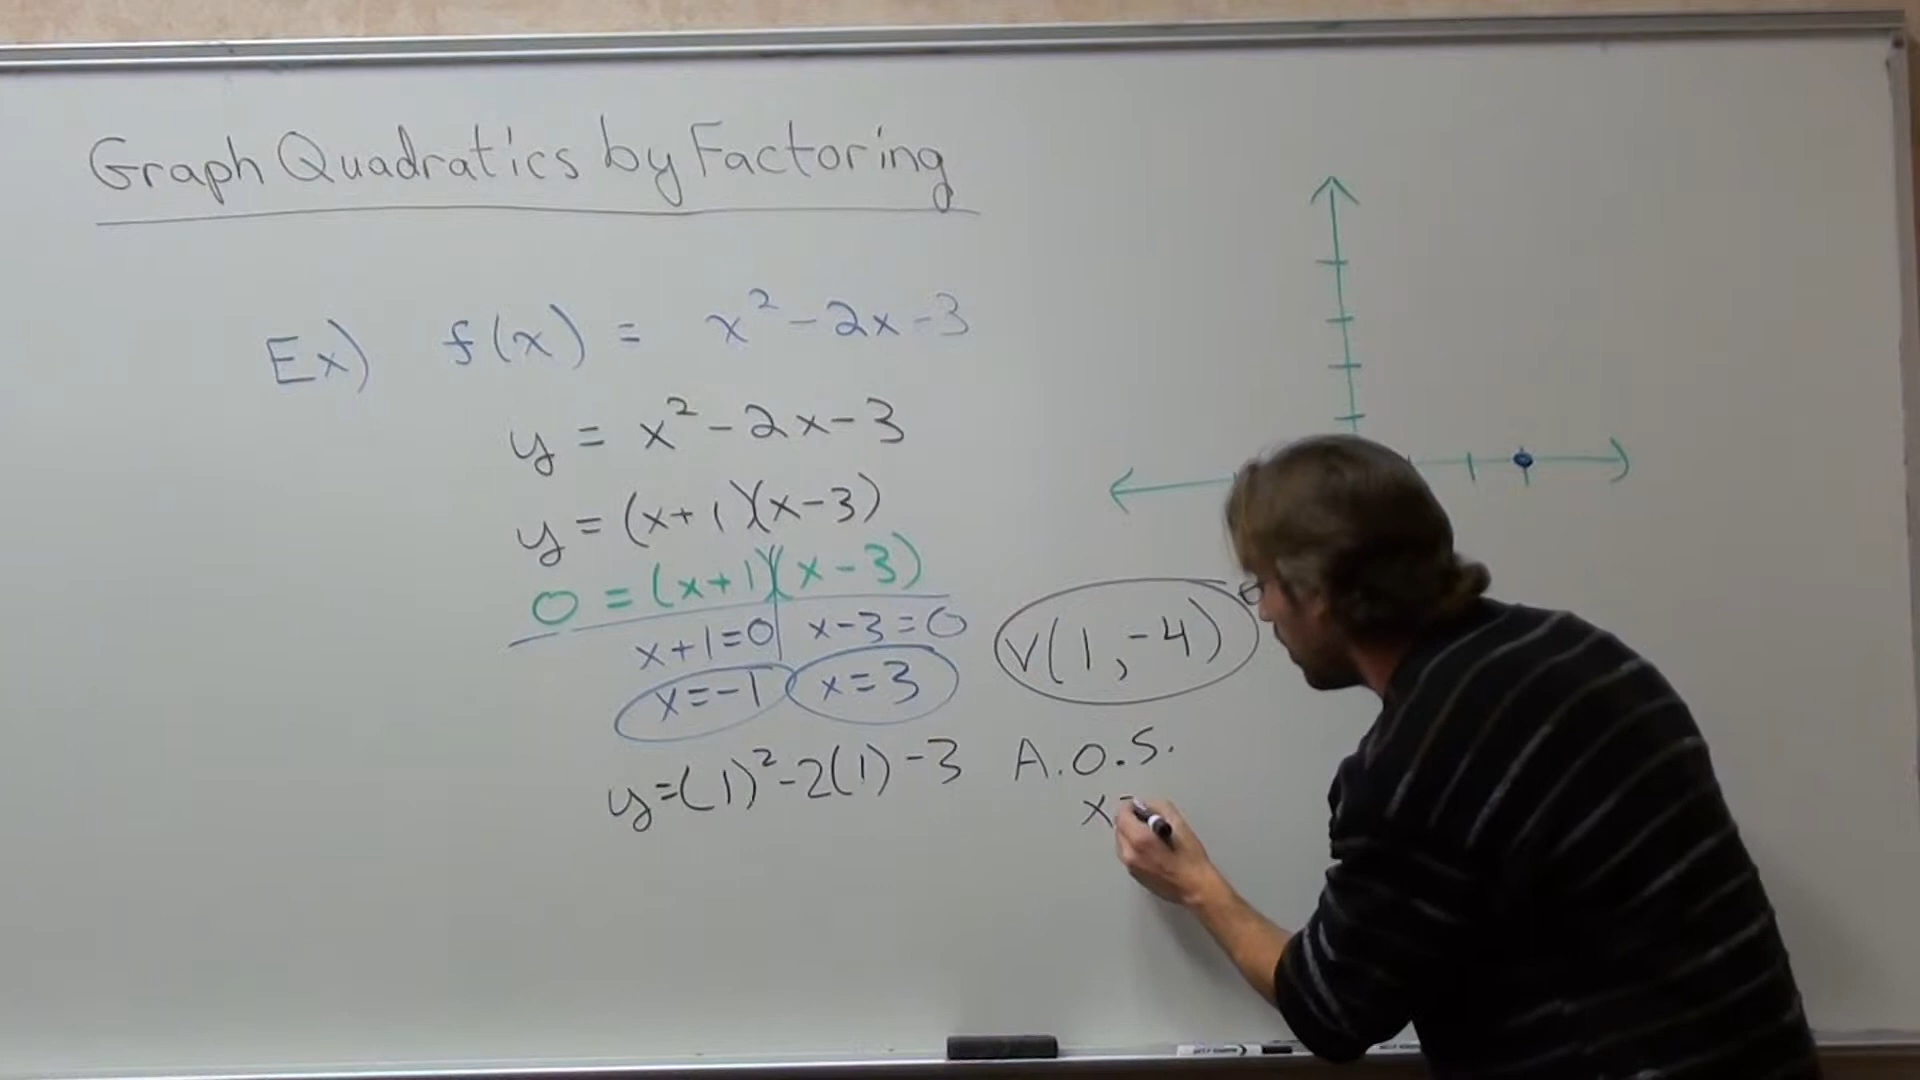 Graph Quadratics by Factoring
Ex) f(x) = x² - 2x - 3
y = x² - 2x - 3
y = (x+1)(x-3)
0 = (x+1)(x-3)
x+1=0 x-3=0
x=-1 x=3
v(1,-4)
y=(1)²-2(1)-3
A.O.S.
x=